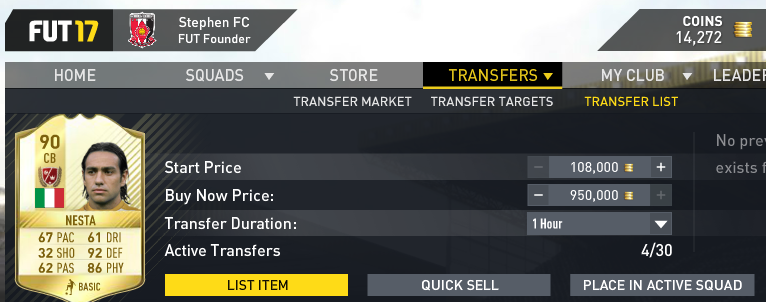 FUT 17
Stephen FC
FUT Founder
COINS
14,272
HOME SQUADS STORE TRANSFERS MY CLUB LEADER
TRANSFER MARKET TRANSFER TARGETS TRANSFER LIST
90
CB
NESTA
67 PAC 61 DRI
32 SHO 92 DEF
62 PAS 86 PHY
BASIC
Start Price - 108,000 +
Buy Now Price: - 950,000 +
Transfer Duration: 1 Hour
Active Transfers 4/30
LIST ITEM QUICK SELL PLACE IN ACTIVE SQUAD
No prev
exists f